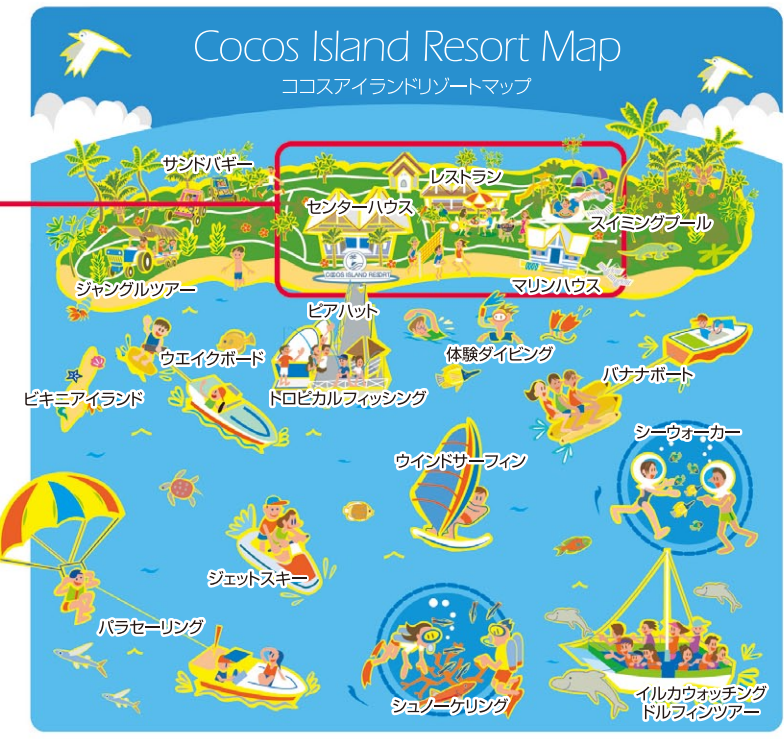 Cocos Island Resort Map
ココスアイランドリゾートマップ
サンドバギー
レストラン
センターハウス
スイミングプール
COCOS ISLAND RESORT
ジャングルツアー
マリンハウス
ピアハット
ウエイクボード
体験ダイビング
バナナボート
ビキニアイランド
トロピカルフィッシング
シーウォーカー
ウインドサーフィン
ジェットスキー
パラセーリング
シュノーケリング
イルカウォッチング
ドルフィンツアー